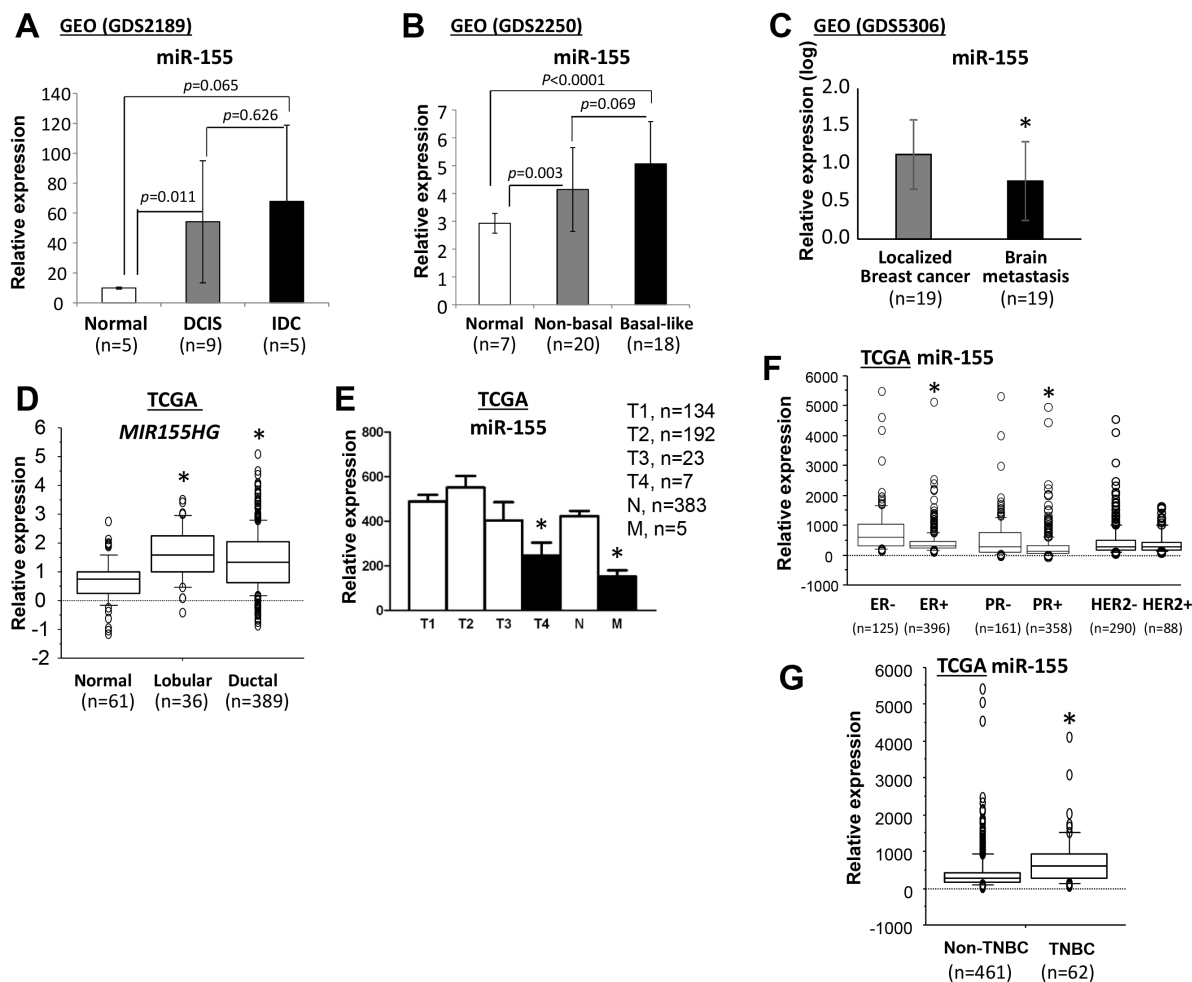 A GEO (GDS2189)
miR-155
Relative expression
p=0.065
p=0.626
p=0.011
140
120
100
80
60
40
20
0
Normal DCIS IDC
(n=5) (n=9) (n=5)
B GEO (GDS2250)
miR-155
Relative expression
P<0.0001
p=0.069
p=0.003
7
6
5
4
3
2
1
0
Normal Non-basal Basal-like
(n=7) (n=20) (n=18)
C GEO (GDS5306)
miR-155
Relative expression (log)
2.0
1.5
1.0
0.5
0.0
*
Localized Brain
Breast cancer metastasis
(n=19) (n=19)
D TCGA
MIR155HG
Relative expression
6
5
4
3
2
1
0
-1
-2
* *
Normal Lobular Ductal
(n=61) (n=36) (n=389)
E TCGA
miR-155
Relative expression
800
600
400
200
0
* *
T1 T2 T3 T4 N M
T1, n=134
T2, n=192
T3, n=23
T4, n=7
N, n=383
M, n=5
F TCGA miR-155
Relative expression
6000
5000
4000
3000
2000
1000
0
-1000
* *
ER- ER+ PR- PR+ HER2- HER2+
(n=125) (n=396) (n=161) (n=358) (n=290) (n=88)
G TCGA miR-155
Relative expression
6000
5000
4000
3000
2000
1000
0
-1000
*
Non-TNBC TNBC
(n=461) (n=62)